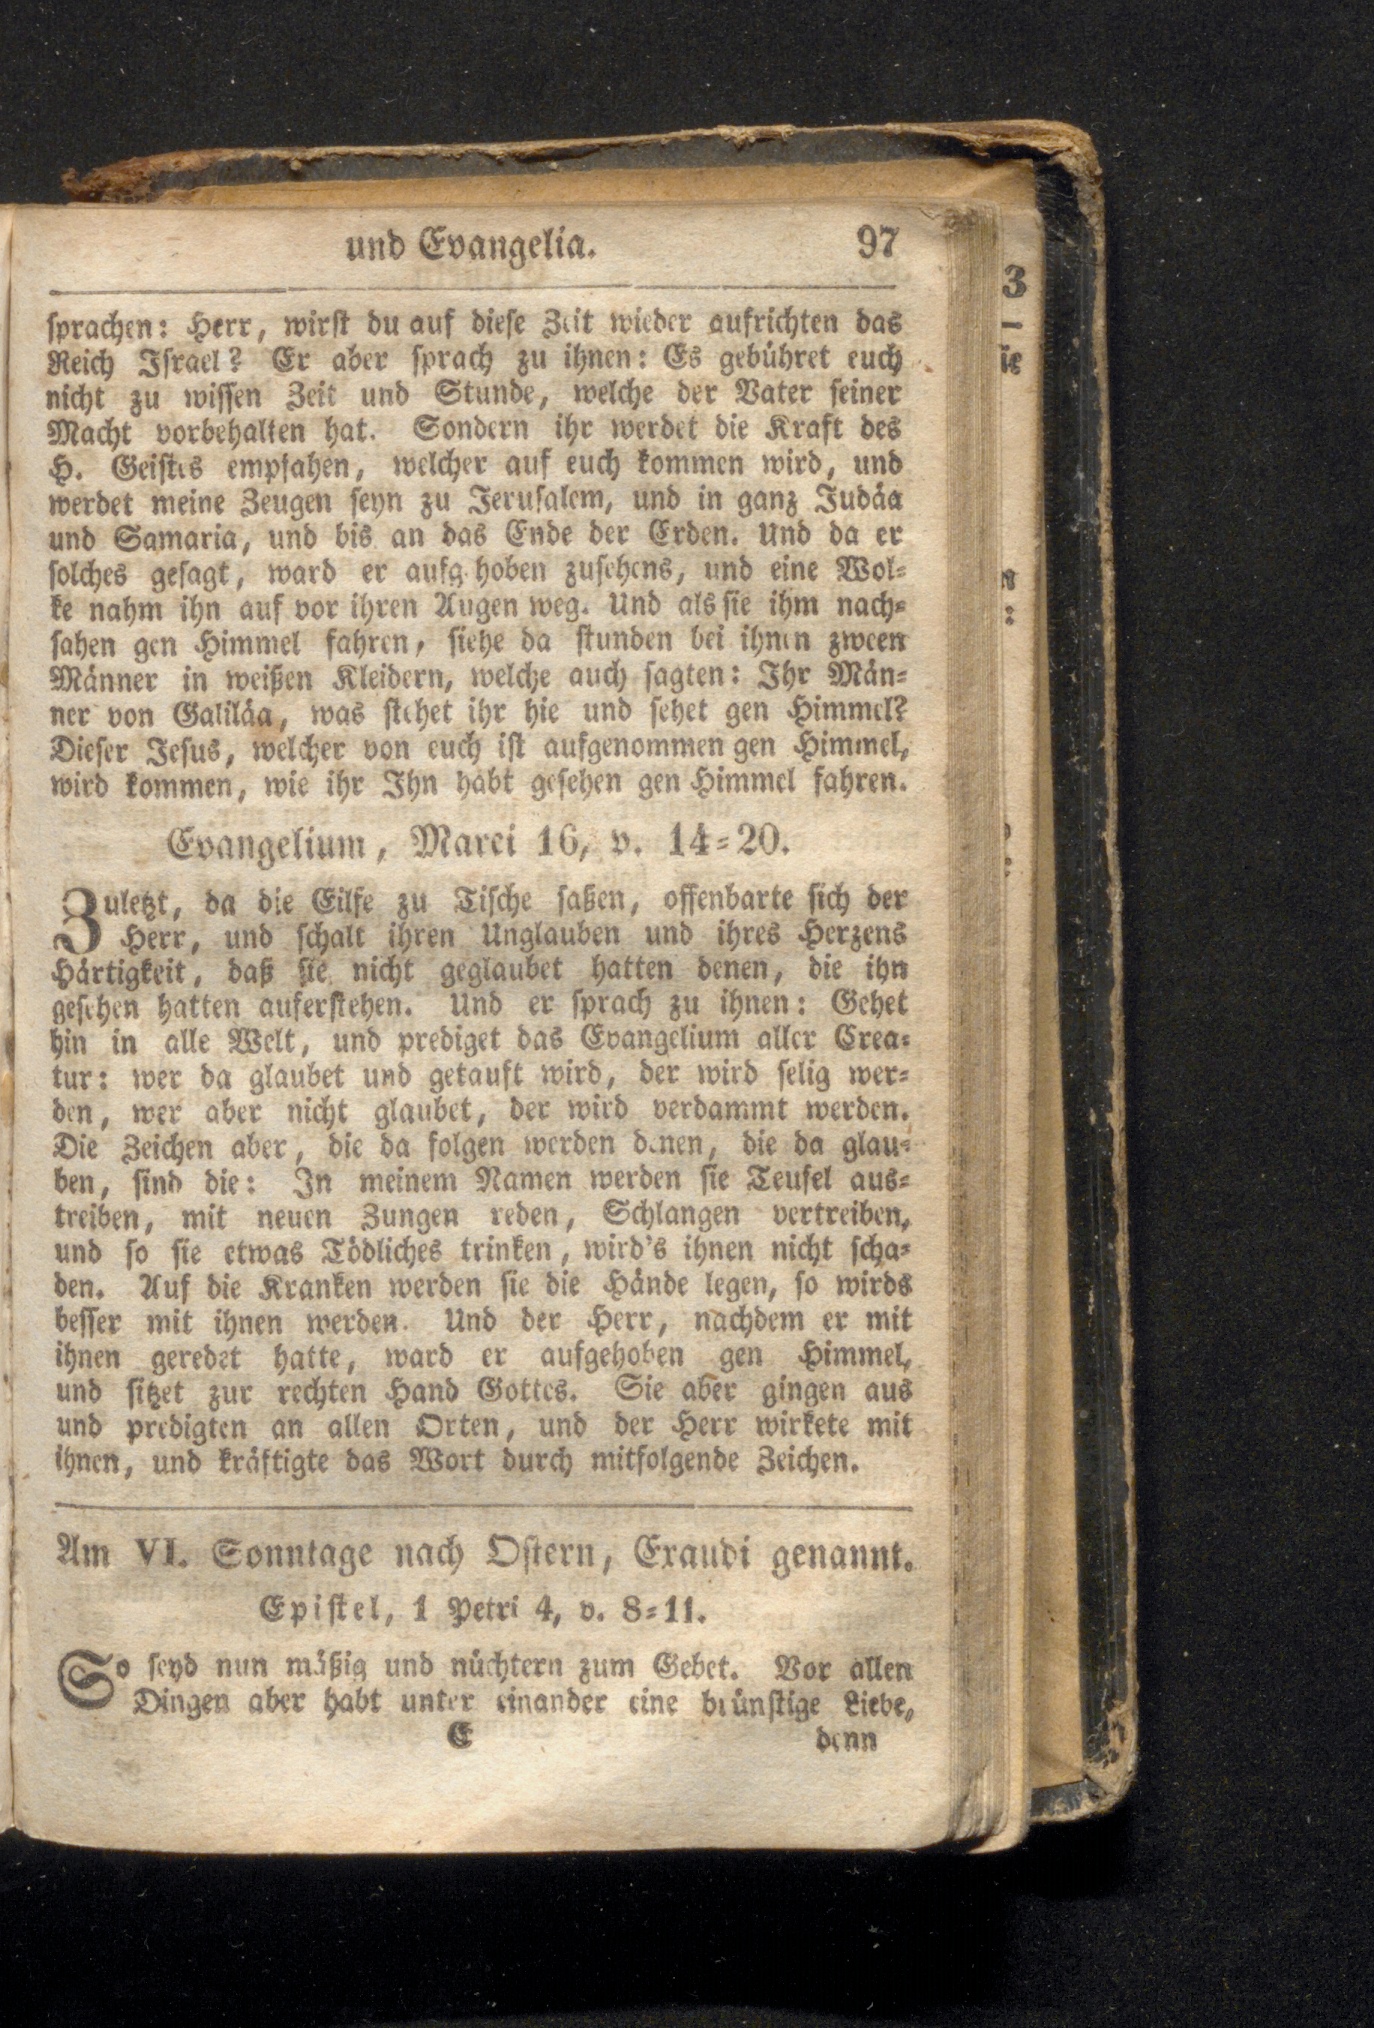 und Evangelia. 97
sprachen: Herr, wirst du auf diese Zeit wieder aufrichten das
Reich Israel? Er aber sprach zu ihnen: Es gebühret euch
nicht zu wissen Zeit und Stunde, welche der Vater seiner
Macht vorbehalten hat. Sondern ihr werdet die Kraft des
H. Geistes empfahen, welcher auf euch kommen wird, und
werdet meine Zeugen seyn zu Jerusalem, und in ganz Judäa
und Samaria, und bis an das Ende der Erden. Und da er
solches gesagt, ward er aufg hoben zusehens, und eine Wol-
ke nahm ihn auf vor ihren Augen weg. Und als sie ihm nach-
sahen gen Himmel fahren, siehe da stunden bei ihnen zween
Männer in weißen Kleidern, welche auch sagten: Ihr Män-
ner von Galiläa, was stehet ihr hie und sehet gen Himmel?
Dieser Jesus, welcher von euch ist aufgenommen gen Himmel,
wird kommen, wie ihr Ihn habt gesehen gen Himmel fahren.
Evangelium, Marci 16, v. 14-20.
Zuletzt, da die Eilfe zu Tische saßen, offenbarte sich der
Herr, und schalt ihren Unglauben und ihres Herzens
Härtigkeit, daß sie nicht geglaubet hatten denen, die ihn
gesehen hatten auferstehen. Und er sprach zu ihnen: Gehet
hin in alle Welt, und prediget das Evangelium aller Crea-
tur: wer da glaubet und getauft wird, der wird selig wer-
den, wer aber nicht glaubet, der wird verdammt werden.
Die Zeichen aber, die da folgen werden denen, die da glau-
ben, sind die: In meinem Namen werden sie Teufel aus-
treiben, mit neuen Zungen reden, Schlangen vertreiben,
und so sie etwas Tödliches trinken, wird's ihnen nicht scha-
den. Auf die Kranken werden sie die Hände legen, so wirds
besser mit ihnen werden. Und der Herr, nachdem er mit
ihnen geredet hatte, ward er aufgehoben gen Himmel,
und sitzet zur rechten Hand Gottes. Sie aber gingen aus
und predigten an allen Orten, und der Herr wirkete mit
ihnen, und kräftigte das Wort durch mitfolgende Zeichen.
Am VI. Sonntage nach Ostern, Exaudi genannt.
Epistel, 1 Petri 4, v. 8-11.
So seyd nun mäßig und nüchtern zum Gebet. Vor allen
Dingen aber habt unter einander eine brünstige Liebe,
E denn